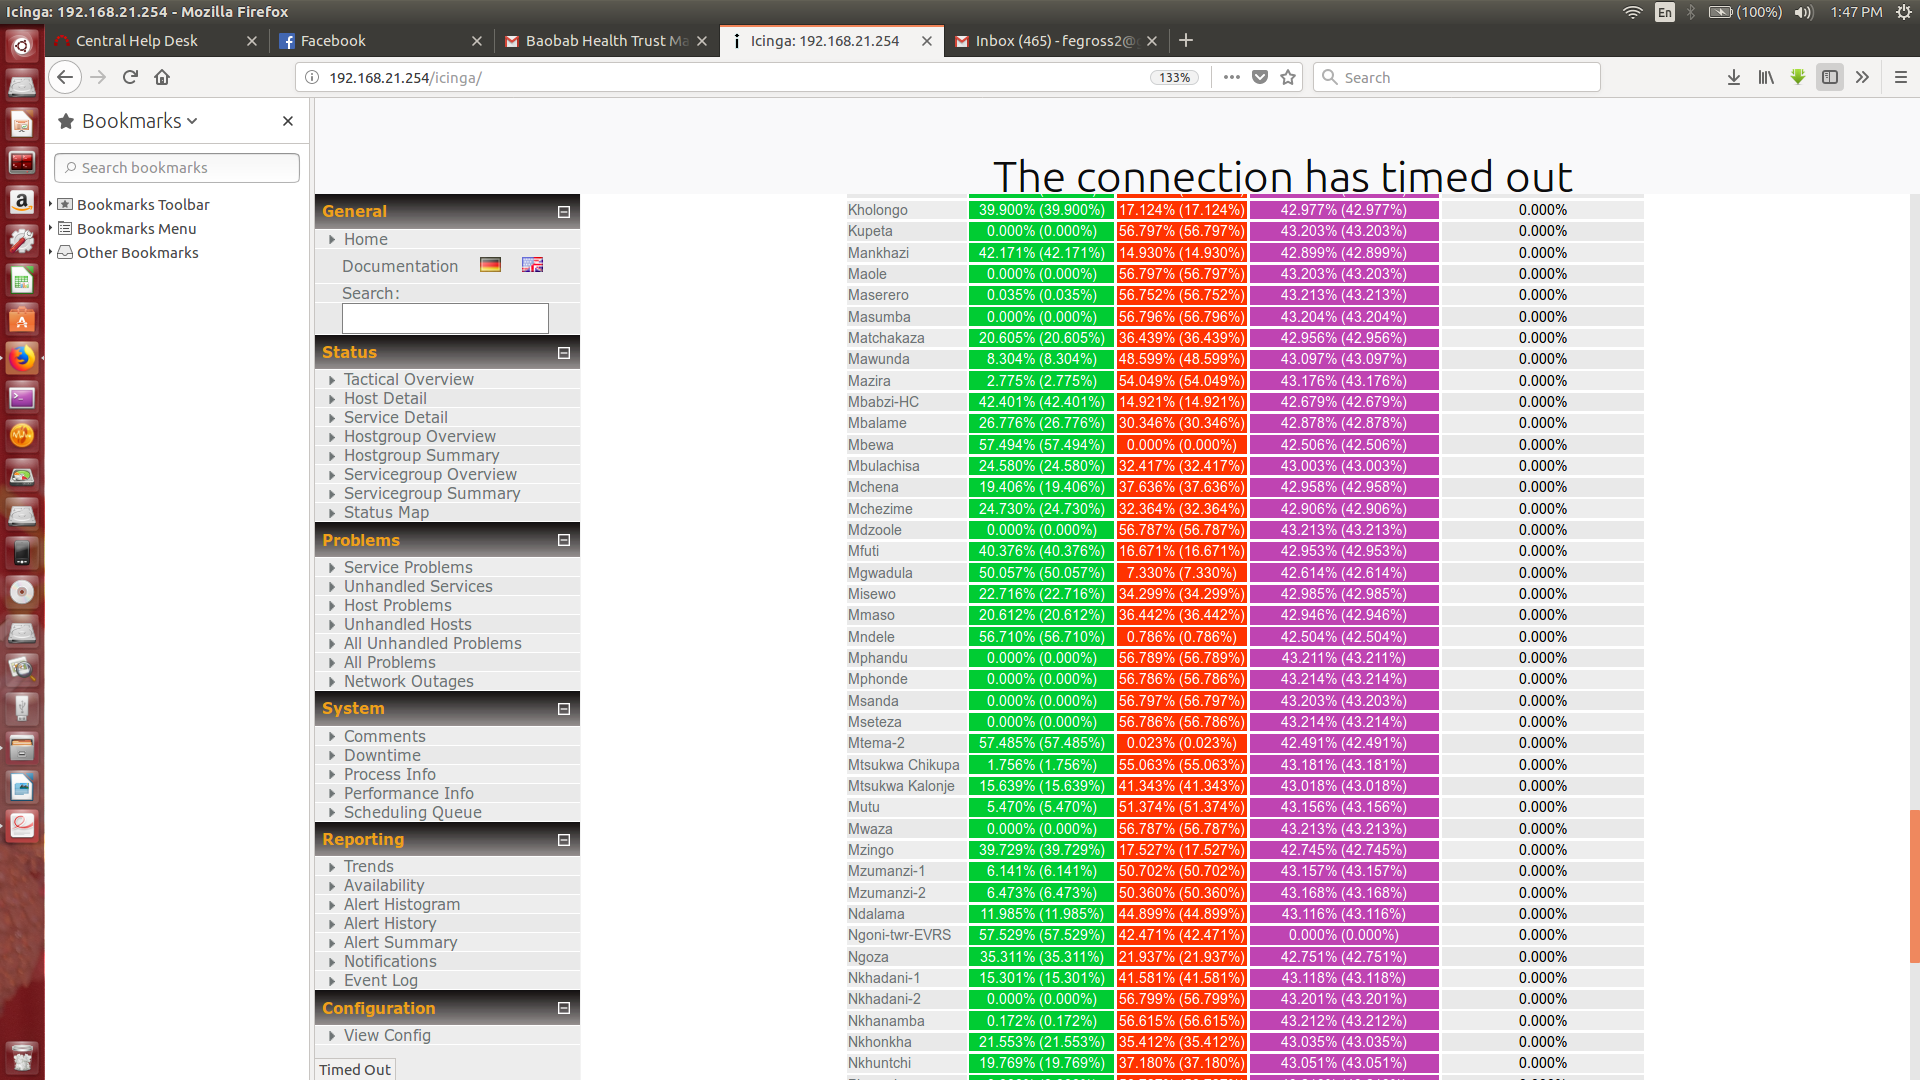 Icinga: 192.168.21.254 - Mozilla Firefox
En
(100%)
1:47 PM
Central Help Desk
Facebook
Baobab Health Trust Ma
Icinga: 192.168.21.254
Inbox (465) - fegross2@
192.168.21.254/icinga/
133%
Search
Bookmarks
Search bookmarks
Bookmarks Toolbar
Bookmarks Menu
Other Bookmarks
The connection has timed out
General
Home
Documentation
Search:
Status
Tactical Overview
Host Detail
Service Detail
Hostgroup Overview
Hostgroup Summary
Servicegroup Overview
Servicegroup Summary
Status Map
Problems
Service Problems
Unhandled Services
Host Problems
Unhandled Hosts
All Unhandled Problems
All Problems
Network Outages
System
Comments
Downtime
Process Info
Performance Info
Scheduling Queue
Reporting
Trends
Availability
Alert Histogram
Alert History
Alert Summary
Notifications
Event Log
Configuration
View Config
Timed Out
Kholongo 39.900% (39.900%) 17.124% (17.124%) 42.977% (42.977%) 0.000%
Kupeta 0.000% (0.000%) 56.797% (56.797%) 43.203% (43.203%) 0.000%
Mankhazi 42.171% (42.171%) 14.930% (14.930%) 42.899% (42.899%) 0.000%
Maole 0.000% (0.000%) 56.797% (56.797%) 43.203% (43.203%) 0.000%
Maserero 0.035% (0.035%) 56.752% (56.752%) 43.213% (43.213%) 0.000%
Masumba 0.000% (0.000%) 56.796% (56.796%) 43.204% (43.204%) 0.000%
Matchakaza 20.605% (20.605%) 36.439% (36.439%) 42.956% (42.956%) 0.000%
Mawunda 8.304% (8.304%) 48.599% (48.599%) 43.097% (43.097%) 0.000%
Mazira 2.775% (2.775%) 54.049% (54.049%) 43.176% (43.176%) 0.000%
Mbabzi-HC 42.401% (42.401%) 14.921% (14.921%) 42.679% (42.679%) 0.000%
Mbalame 26.776% (26.776%) 30.346% (30.346%) 42.878% (42.878%) 0.000%
Mbewa 57.494% (57.494%) 0.000% (0.000%) 42.506% (42.506%) 0.000%
Mbulachisa 24.580% (24.580%) 32.417% (32.417%) 43.003% (43.003%) 0.000%
Mchena 19.406% (19.406%) 37.636% (37.636%) 42.958% (42.958%) 0.000%
Mchezime 24.730% (24.730%) 32.364% (32.364%) 42.906% (42.906%) 0.000%
Mdzoole 0.000% (0.000%) 56.787% (56.787%) 43.213% (43.213%) 0.000%
Mfuti 40.376% (40.376%) 16.671% (16.671%) 42.953% (42.953%) 0.000%
Mgwadula 50.057% (50.057%) 7.330% (7.330%) 42.614% (42.614%) 0.000%
Misewo 22.716% (22.716%) 34.299% (34.299%) 42.985% (42.985%) 0.000%
Mmaso 20.612% (20.612%) 36.442% (36.442%) 42.946% (42.946%) 0.000%
Mndele 56.710% (56.710%) 0.786% (0.786%) 42.504% (42.504%) 0.000%
Mphandu 0.000% (0.000%) 56.789% (56.789%) 43.211% (43.211%) 0.000%
Mphonde 0.000% (0.000%) 56.786% (56.786%) 43.214% (43.214%) 0.000%
Msanda 0.000% (0.000%) 56.797% (56.797%) 43.203% (43.203%) 0.000%
Mseteza 0.000% (0.000%) 56.786% (56.786%) 43.214% (43.214%) 0.000%
Mtema-2 57.485% (57.485%) 0.023% (0.023%) 42.491% (42.491%) 0.000%
Mtsukwa Chikupa 1.756% (1.756%) 55.063% (55.063%) 43.181% (43.181%) 0.000%
Mtsukwa Kalonje 15.639% (15.639%) 41.343% (41.343%) 43.018% (43.018%) 0.000%
Mutu 5.470% (5.470%) 51.374% (51.374%) 43.156% (43.156%) 0.000%
Mwaza 0.000% (0.000%) 56.787% (56.787%) 43.213% (43.213%) 0.000%
Mzingo 39.729% (39.729%) 17.527% (17.527%) 42.745% (42.745%) 0.000%
Mzumanzi-1 6.141% (6.141%) 50.702% (50.702%) 43.157% (43.157%) 0.000%
Mzumanzi-2 6.473% (6.473%) 50.360% (50.360%) 43.168% (43.168%) 0.000%
Ndalama 11.985% (11.985%) 44.899% (44.899%) 43.116% (43.116%) 0.000%
Ngoni-twr-EVRS 57.529% (57.529%) 42.471% (42.471%) 0.000% (0.000%) 0.000%
Ngoza 35.311% (35.311%) 21.937% (21.937%) 42.751% (42.751%) 0.000%
Nkhadani-1 15.301% (15.301%) 41.581% (41.581%) 43.118% (43.118%) 0.000%
Nkhadani-2 0.000% (0.000%) 56.799% (56.799%) 43.201% (43.201%) 0.000%
Nkhanamba 0.172% (0.172%) 56.615% (56.615%) 43.212% (43.212%) 0.000%
Nkhonkha 21.553% (21.553%) 35.412% (35.412%) 43.035% (43.035%) 0.000%
Nkhuntchi 19.769% (19.769%) 37.180% (37.180%) 43.051% (43.051%) 0.000%